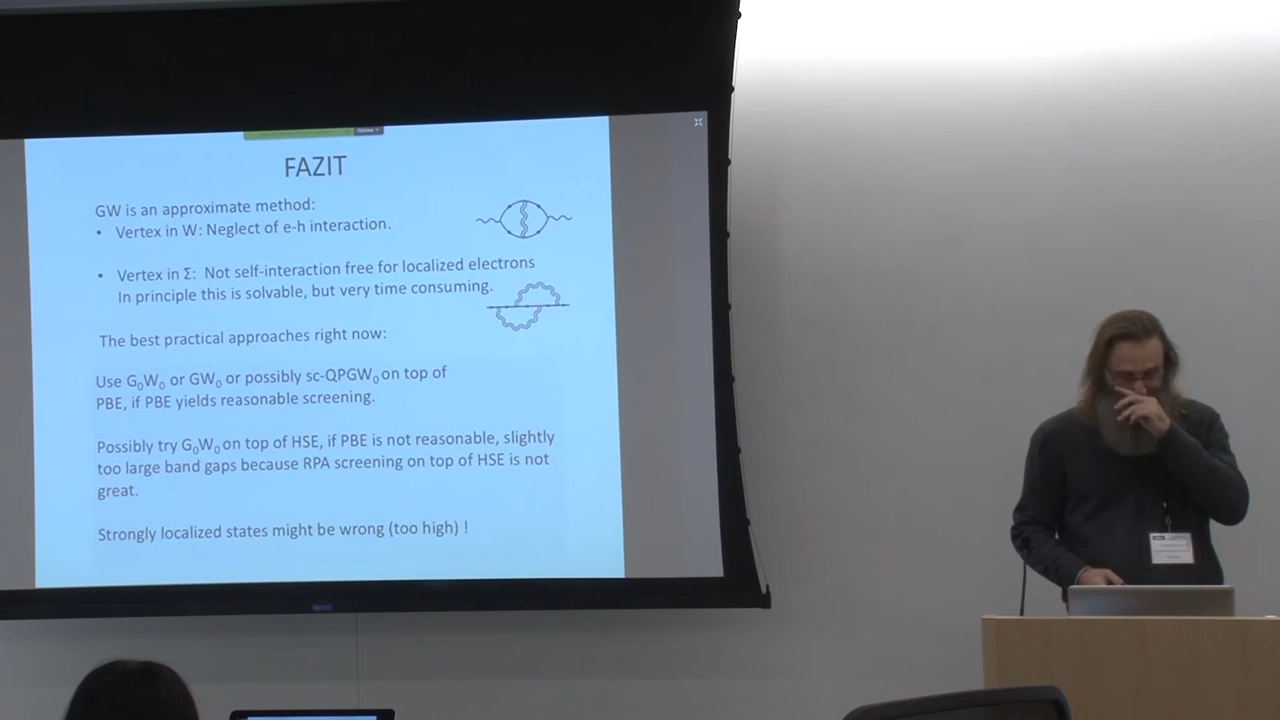 Options
FAZIT
GW is an approximate method:
• Vertex in W: Neglect of e-h interaction.
• Vertex in Σ: Not self-interaction free for localized electrons
In principle this is solvable, but very time consuming.
The best practical approaches right now:
Use G₀W₀ or GW₀ or possibly sc-QPGW₀ on top of
PBE, if PBE yields reasonable screening.
Possibly try G₀W₀ on top of HSE, if PBE is not reasonable, slightly
too large band gaps because RPA screening on top of HSE is not
great.
Strongly localized states might be wrong (too high) !